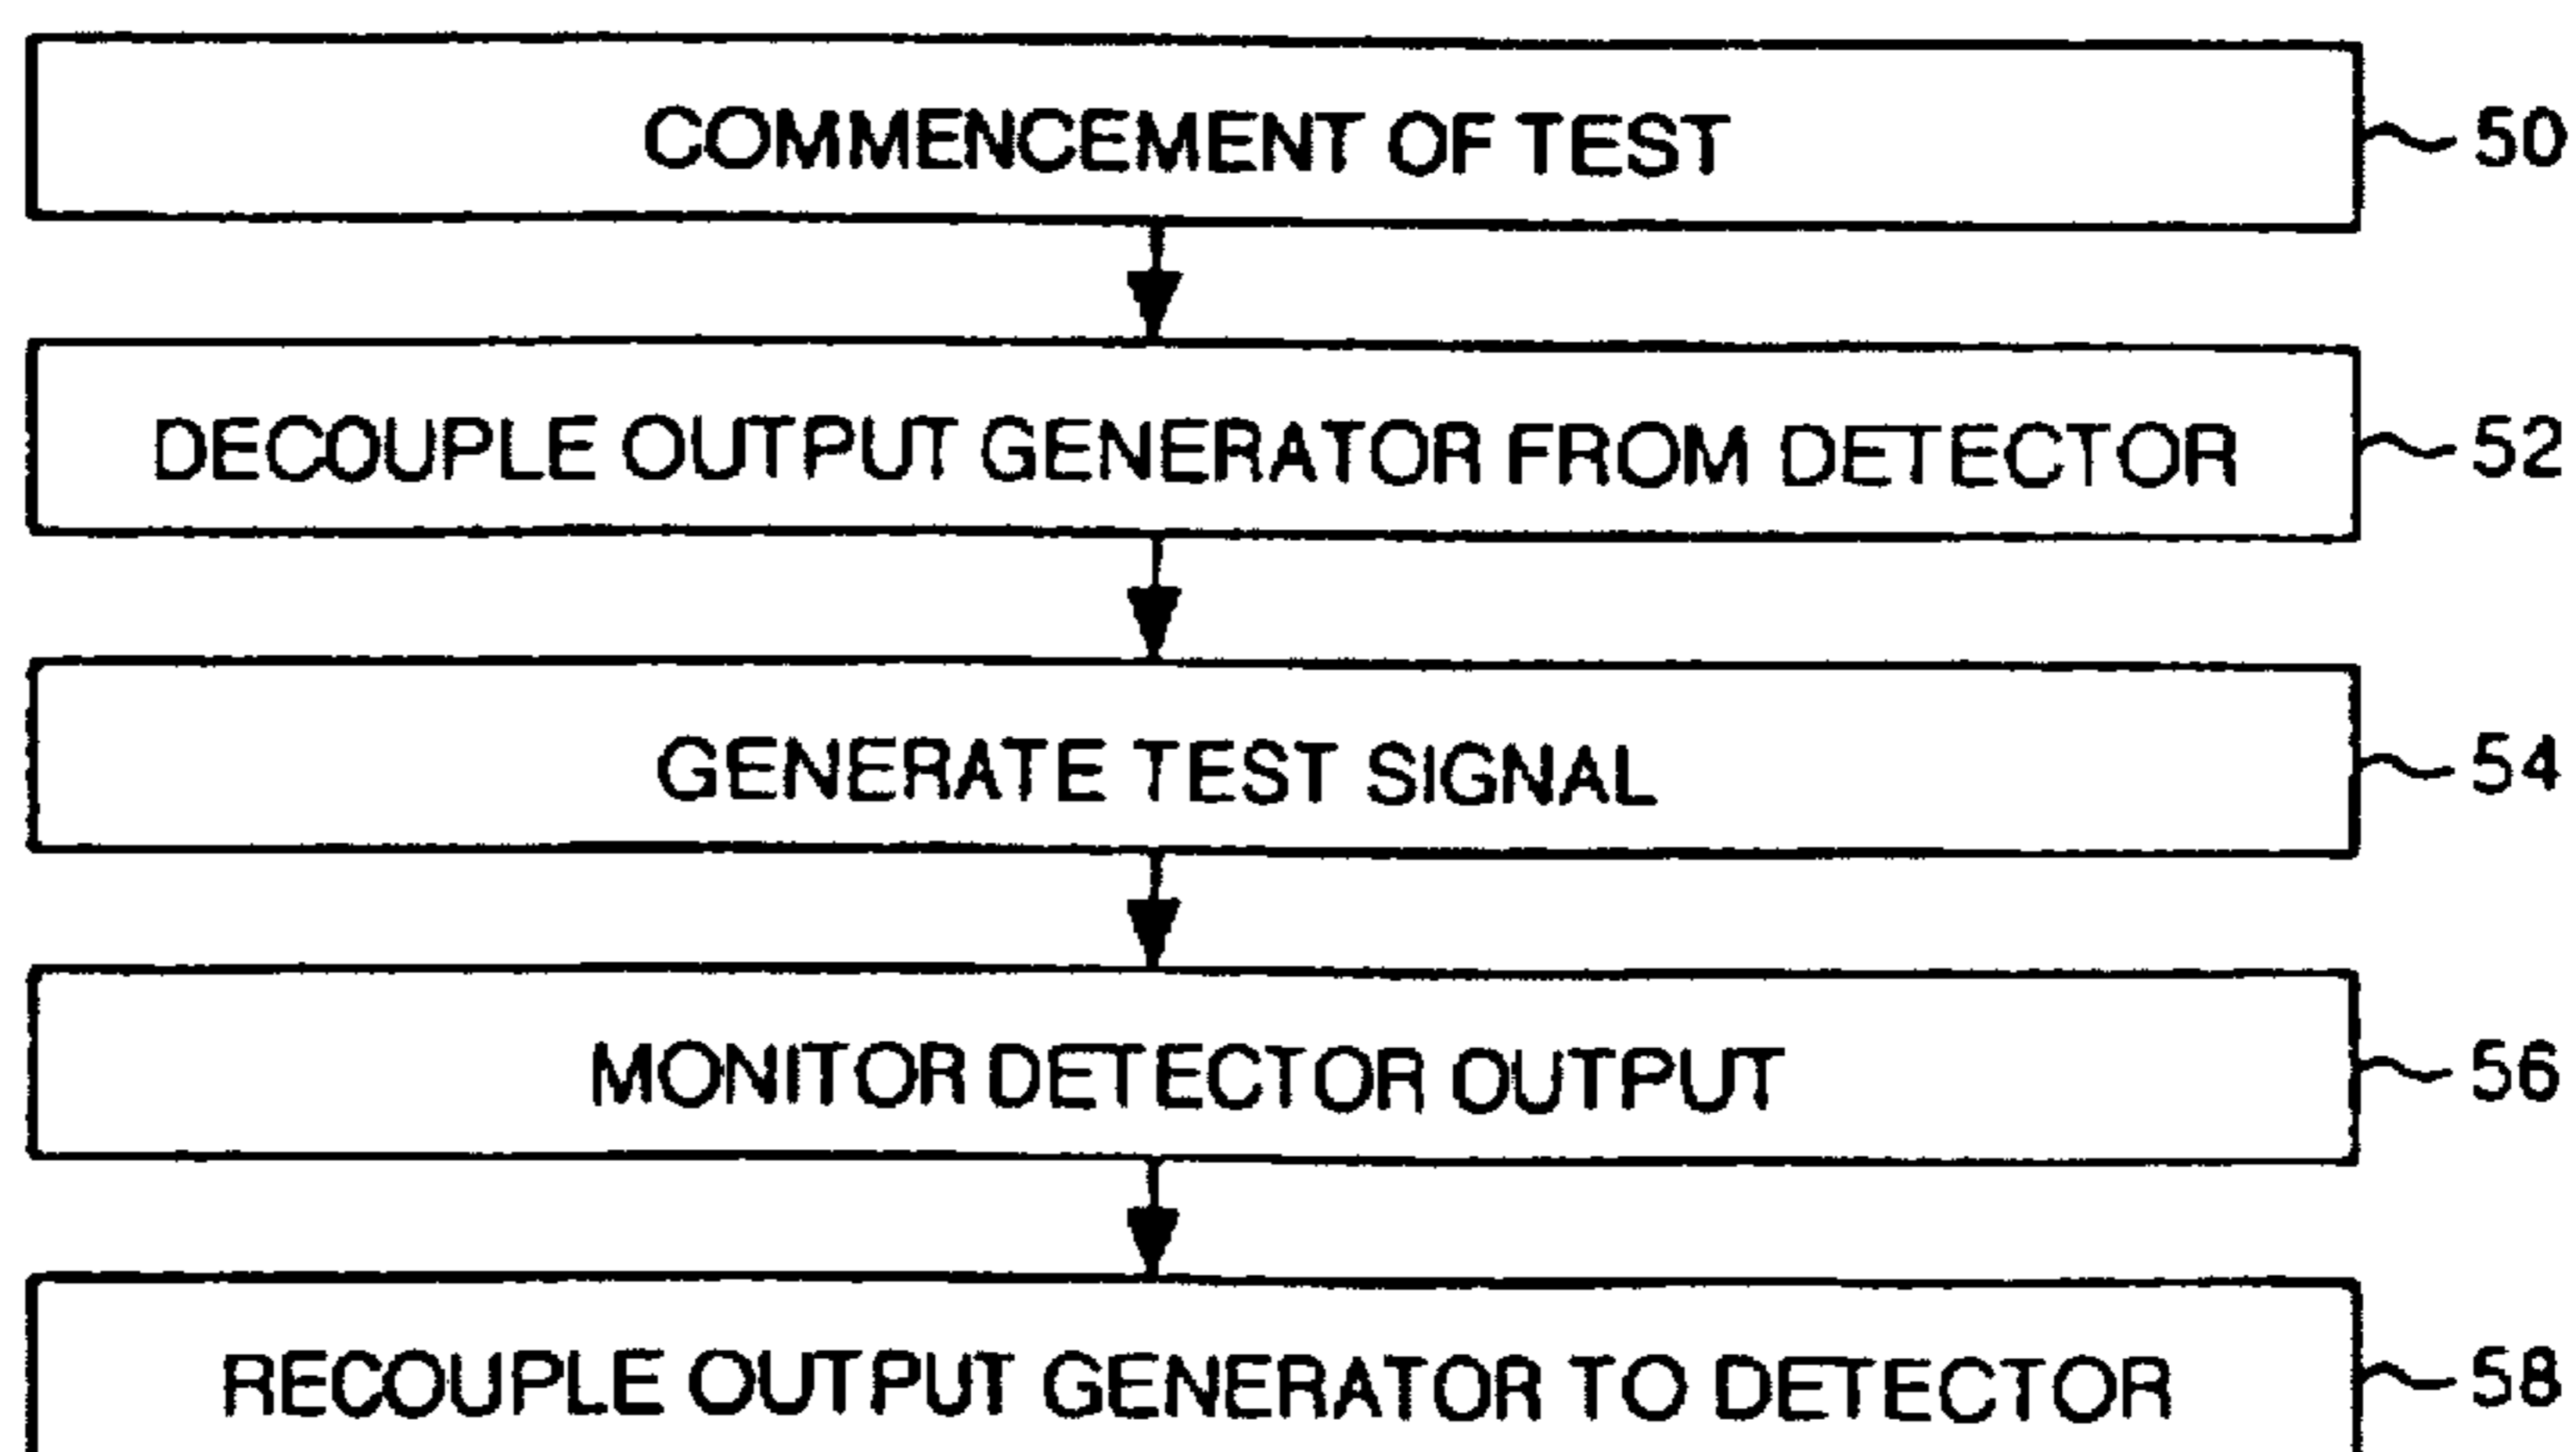 COMMENCEMENT OF TEST 50
DECOUPLE OUTPUT GENERATOR FROM DETECTOR 52
GENERATE TEST SIGNAL 54
MONITOR DETECTOR OUTPUT 56
RECOUPLE OUTPUT GENERATOR TO DETECTOR 58